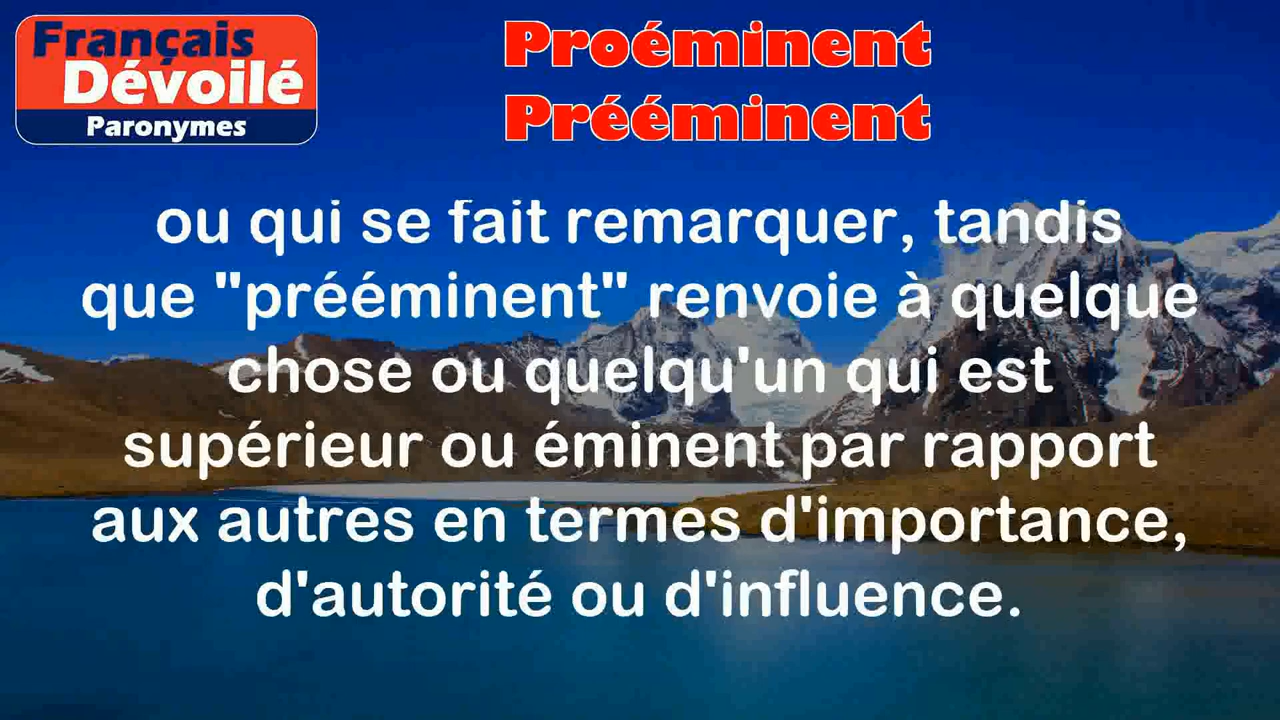 Français
Dévoilé
Paronymes
Proéminent
Prééminent
ou qui se fait remarquer, tandis
que "prééminent" renvoie à quelque
chose ou quelqu'un qui est
supérieur ou éminent par rapport
aux autres en termes d'importance,
d'autorité ou d'influence.